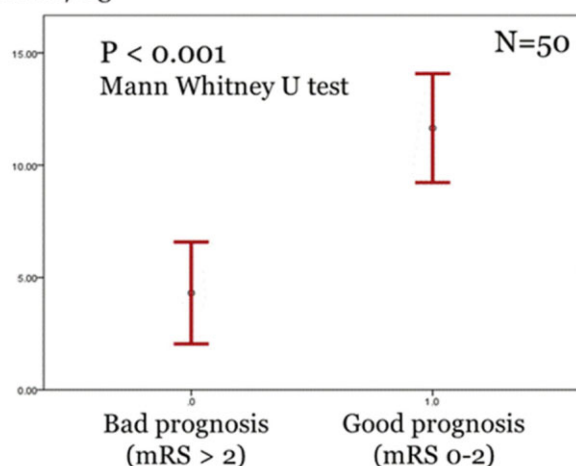 P < 0.001
N=50
Mann Whitney U test
15.00
10.00
5.00
0.00
.0
1.0
Bad prognosis
(mRS > 2)
Good prognosis
(mRS 0-2)